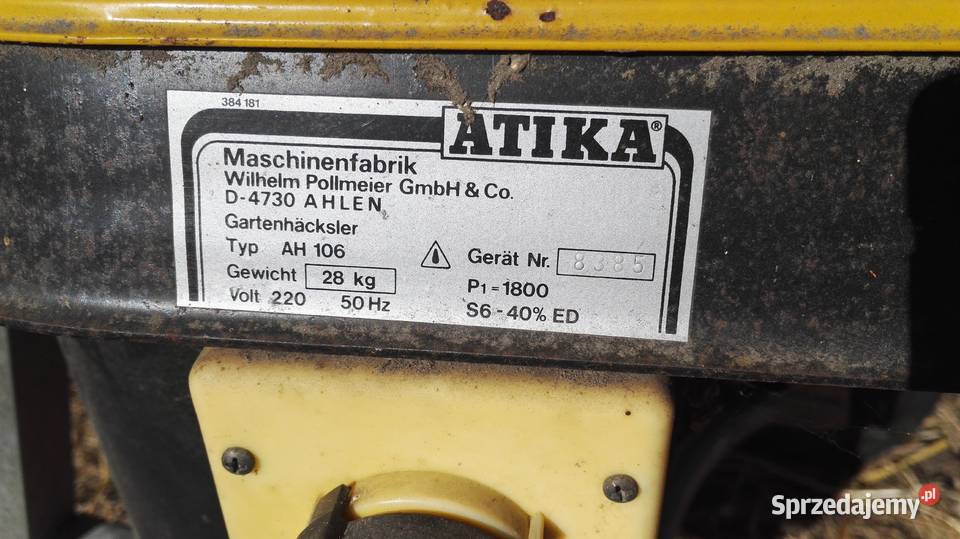 384 181
ATIKA®
Maschinenfabrik
Wilhelm Pollmeier GmbH & Co.
D-4730 AHLEN
Gartenhäcksler
Typ AH 106
Gerät Nr. 8385
Gewicht 28 kg
P1=1800
Volt 220 50 Hz
S6-40% ED
Sprzedajemy.pl